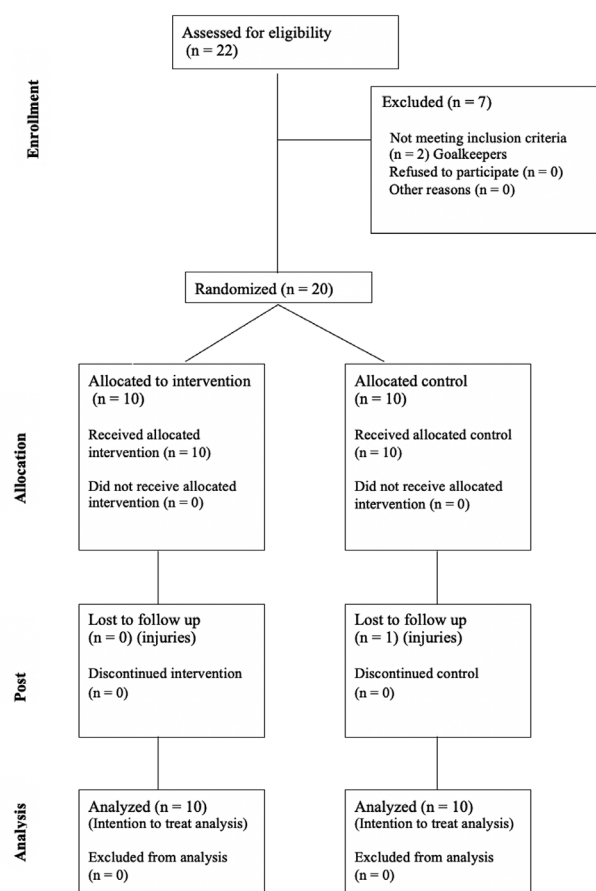 Assessed for eligibility
(n = 22)
Enrollment
Excluded (n = 7)
Not meeting inclusion criteria
(n = 2) Goalkeepers
Refused to participate (n = 0)
Other reasons (n = 0)
Randomized (n = 20)
Allocation
Allocated to intervention
(n = 10)
Received allocated
intervention (n = 10)
Did not receive allocated
intervention (n = 0)
Allocated control
(n = 10)
Received allocated control
(n = 10)
Did not receive allocated
intervention (n = 0)
Post
Lost to follow up
(n = 0) (injuries)
Discontinued intervention
(n = 0)
Lost to follow up
(n = 1) (injuries)
Discontinued control
(n = 0)
Analysis
Analyzed (n = 10)
(Intention to treat analysis)
Excluded from analysis
(n = 0)
Analyzed (n = 10)
(Intention to treat analysis)
Excluded from analysis
(n = 0)